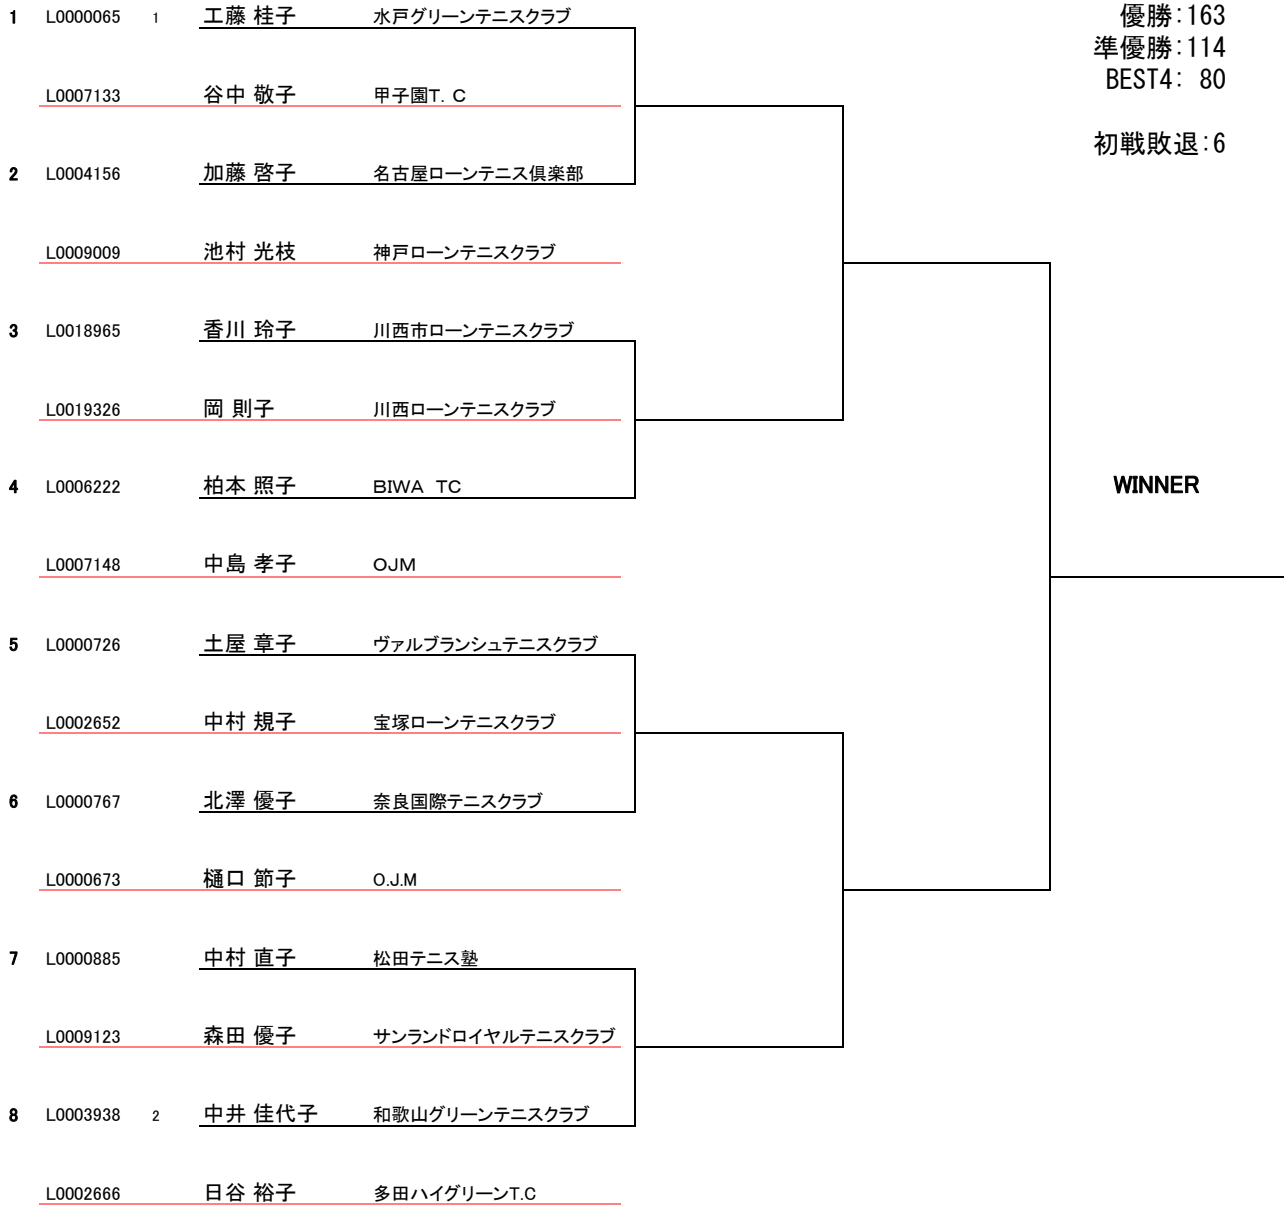 1 L0000065 1 工藤 桂子 水戸グリーンテニスクラブ
優勝:163
準優勝:114
BEST4: 80
L0007133 谷中 敬子 甲子園T．C
初戦敗退:6
2 L0004156 加藤 啓子 名古屋ローンテニス倶楽部
L0009009 池村 光枝 神戸ローンテニスクラブ
3 L0018965 香川 玲子 川西市ローンテニスクラブ
L0019326 岡 則子 川西ローンテニスクラブ
4 L0006222 柏本 照子 BIWA TC
WINNER
L0007148 中島 孝子 OJM
5 L0000726 土屋 章子 ヴァルブランシュテニスクラブ
L0002652 中村 規子 宝塚ローンテニスクラブ
6 L0000767 北澤 優子 奈良国際テニスクラブ
L0000673 樋口 節子 O.J.M
7 L0000885 中村 直子 松田テニス塾
L0009123 森田 優子 サンランドロイヤルテニスクラブ
8 L0003938 2 中井 佳代子 和歌山グリーンテニスクラブ
L0002666 日谷 裕子 多田ハイグリーンT.C